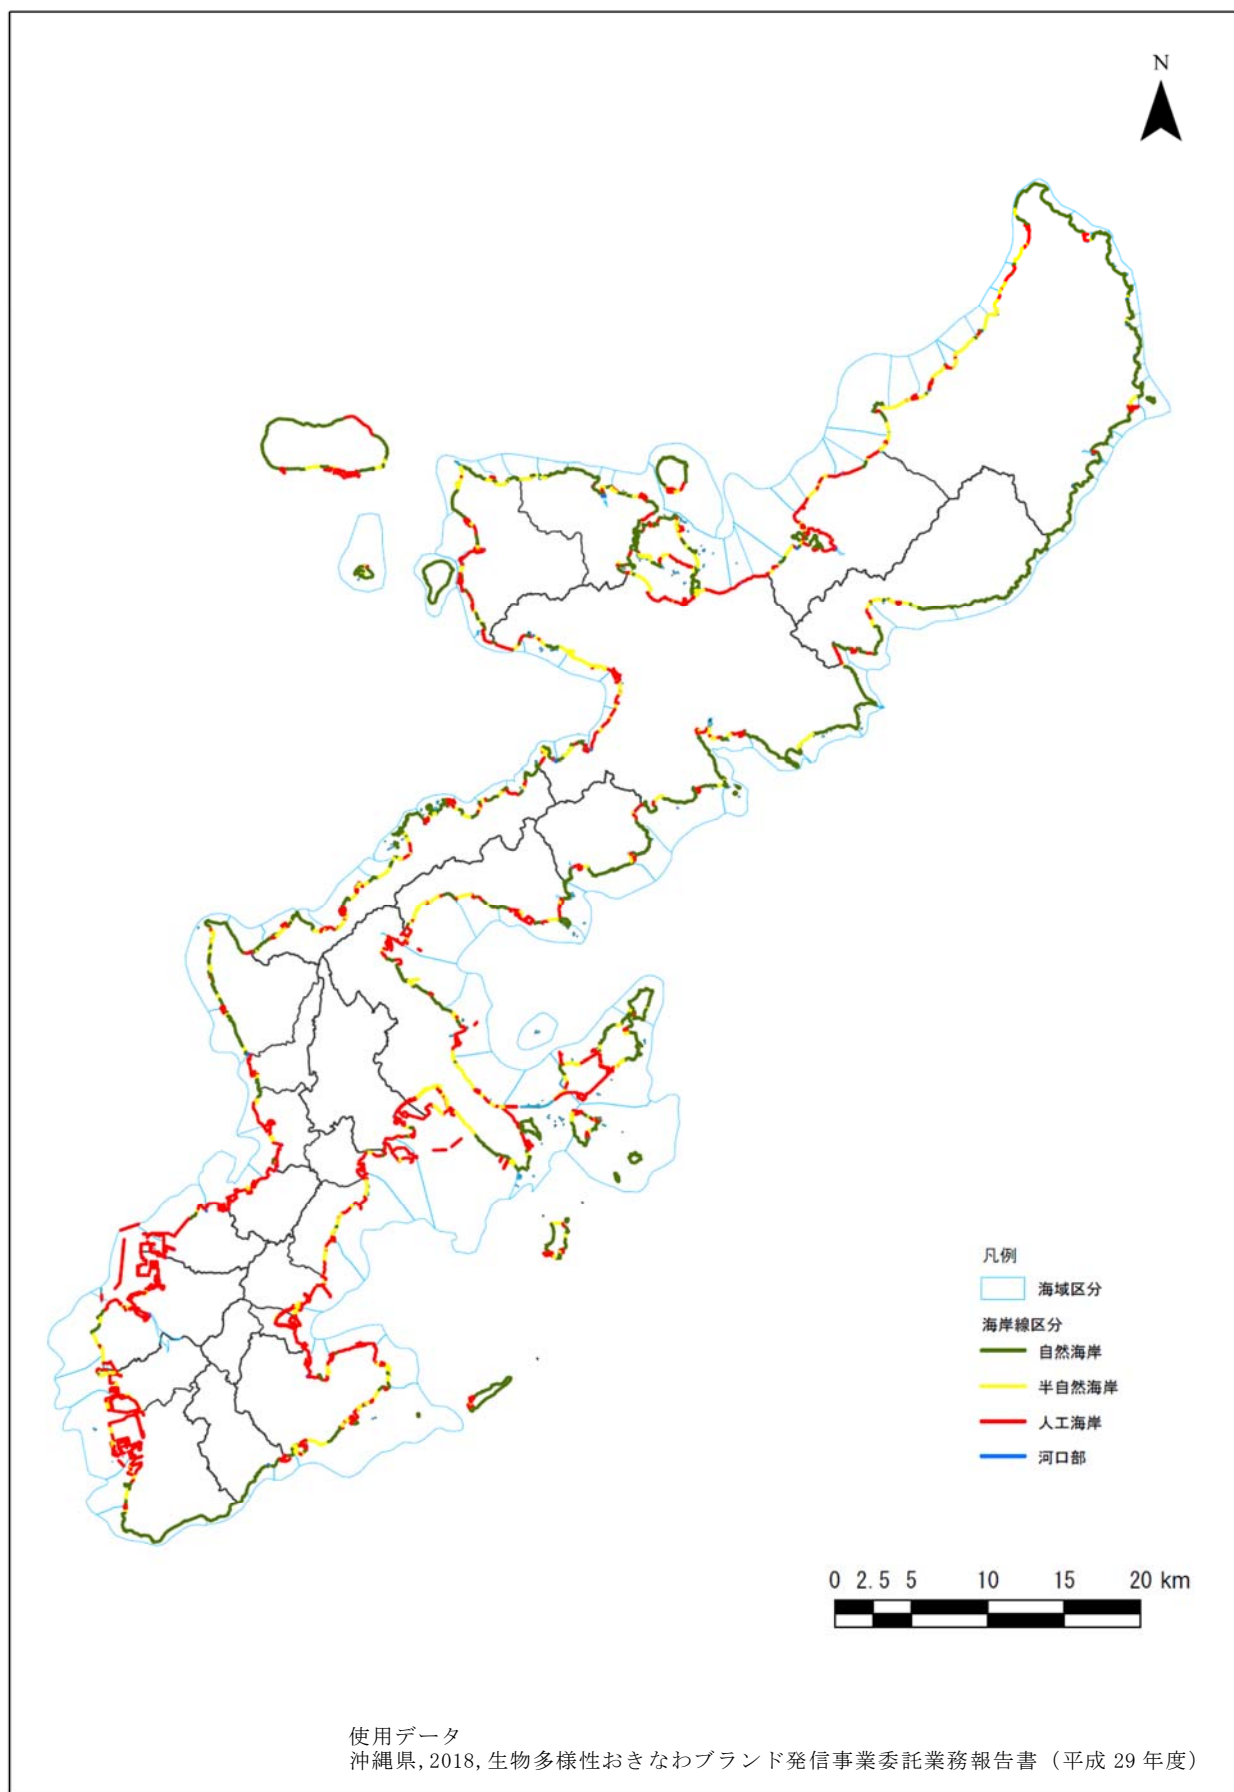 N
凡例
海域区分
海岸線区分
自然海岸
半自然海岸
人工海岸
河口部
0 2.5 5 10 15 20 km
使用データ
沖縄県,2018,生物多様性おきなわブランド発信事業委託業務報告書（平成 29 年度）